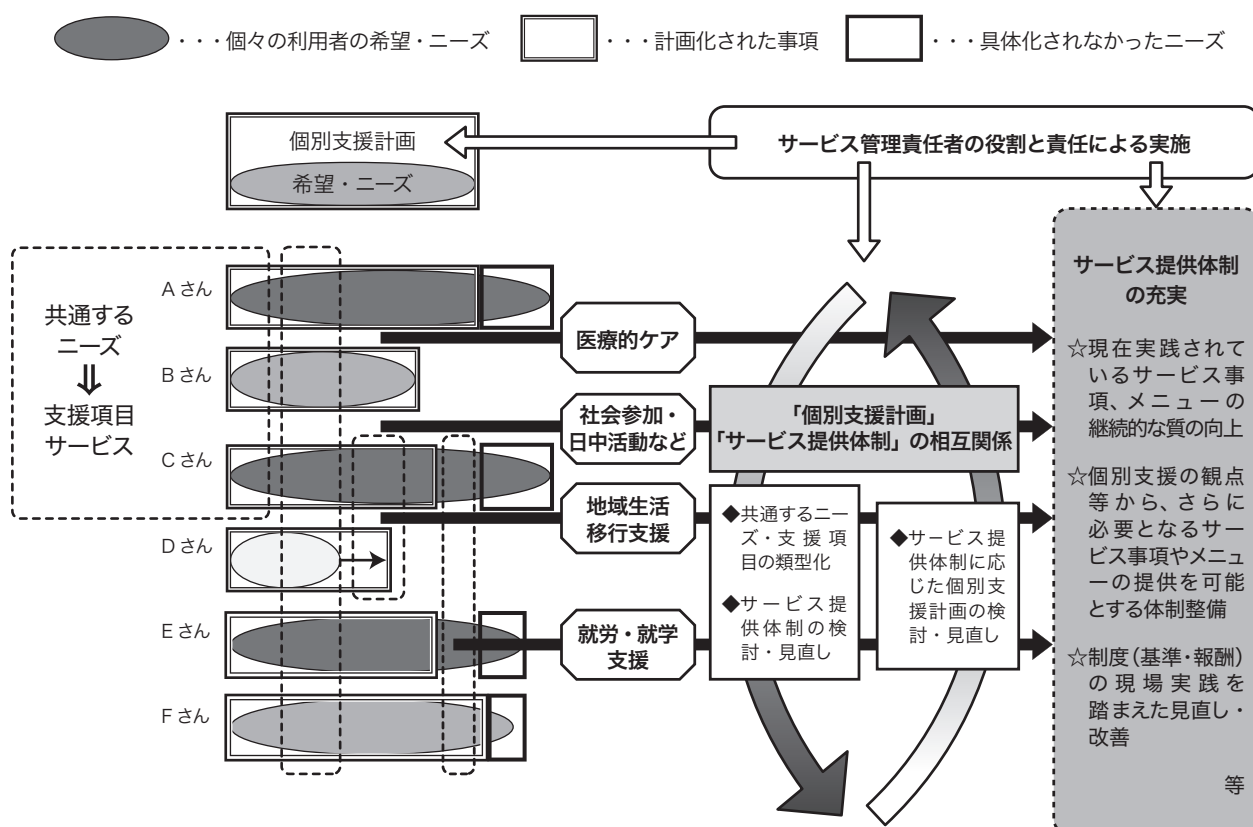 ・・・個々の利用者の希望・ニーズ
・・・計画化された事項
・・・具体化されなかったニーズ
個別支援計画
希望・ニーズ
サービス管理責任者の役割と責任による実施
共通する
ニーズ
⇓
支援項目
サービス
Aさん
Bさん
Cさん
Dさん
Eさん
Fさん
医療的ケア
社会参加・
日中活動など
地域生活
移行支援
就労・就学
支援
「個別支援計画」
「サービス提供体制」の相互関係
◆共通するニー
ズ・支援項
目の類型化
◆サービス提
供体制の検
討・見直し
◆サービス提
供体制に応
じた個別支
援計画の検
討・見直し
サービス提供体制
の充実
☆現在実践されて
いるサービス事
項、メニューの
継続的な質の向上
☆個別支援の観点
等から、さらに
必要となるサー
ビス事項やメニュ
ーの提供を可能
とする体制整備
☆制度(基準・報酬)
の現場実践を
踏まえた見直し・
改善
等